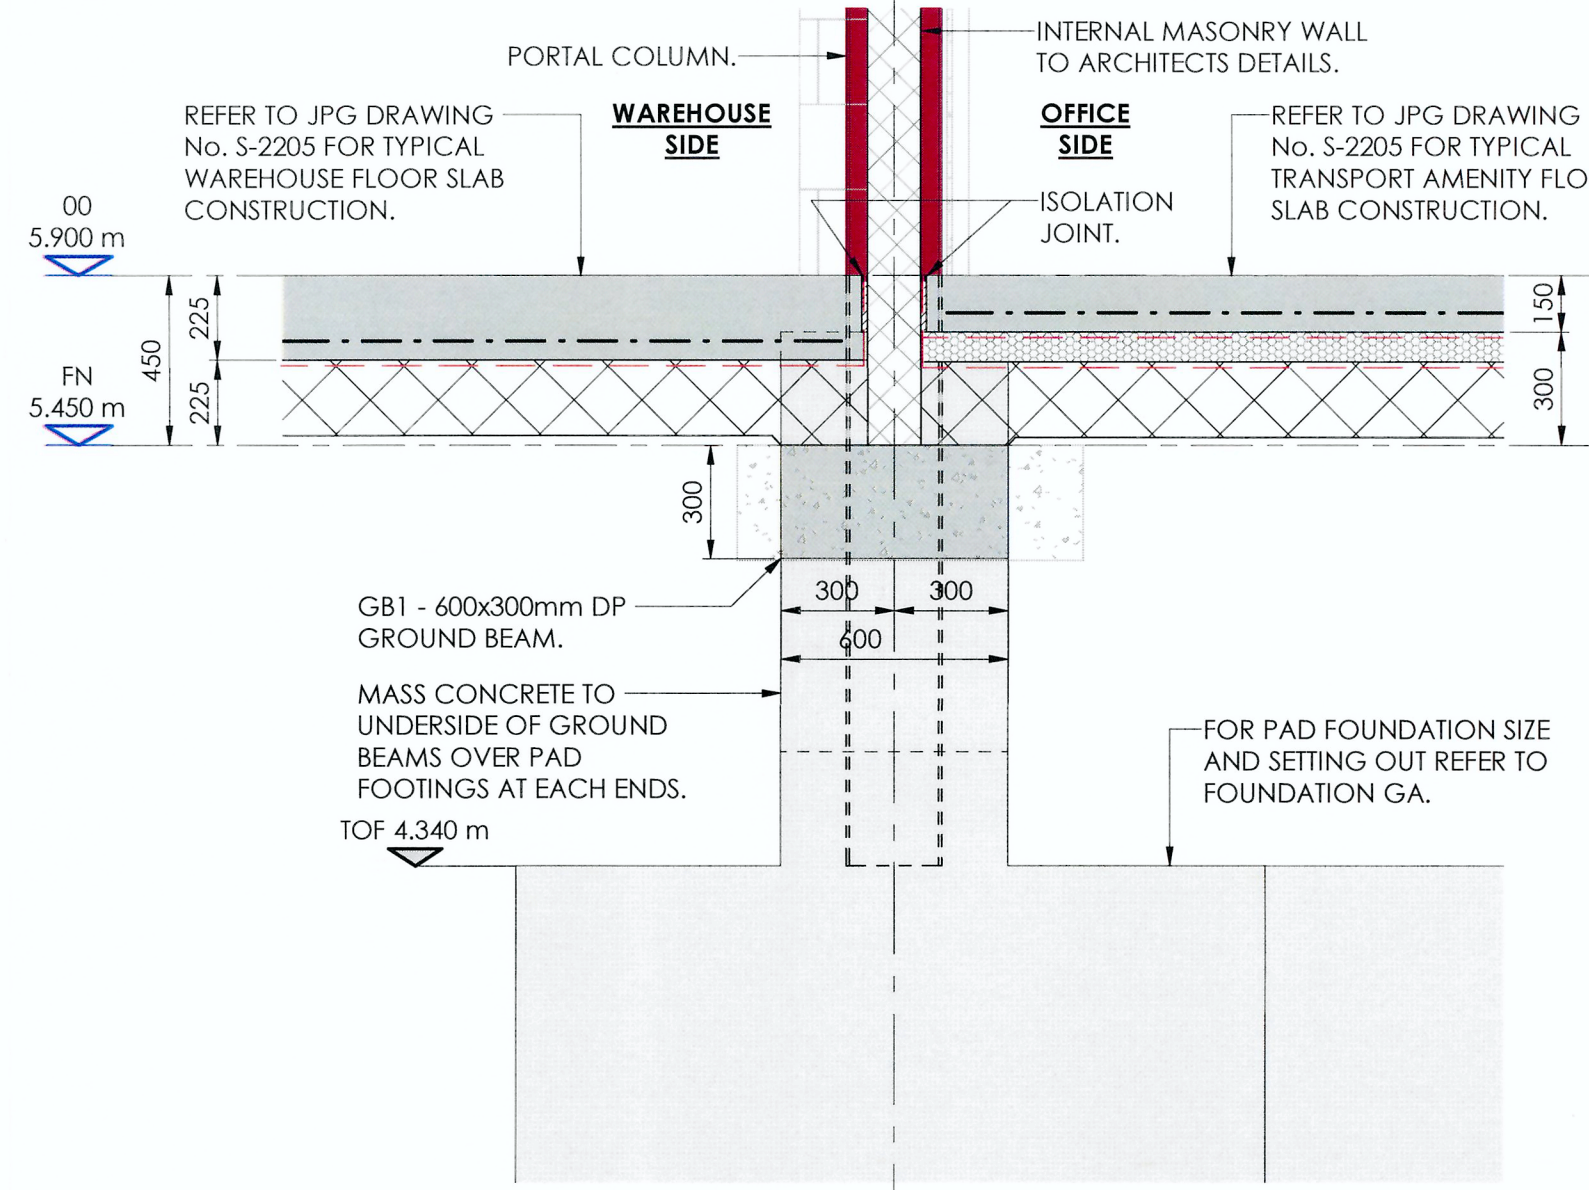 PORTAL COLUMN.
INTERNAL MASONRY WALL
TO ARCHITECTS DETAILS.
REFER TO JPG DRAWING
No. S-2205 FOR TYPICAL
WAREHOUSE FLOOR SLAB
CONSTRUCTION.
WAREHOUSE
SIDE
OFFICE
SIDE
REFER TO JPG DRAWING
No. S-2205 FOR TYPICAL
TRANSPORT AMENITY FLO
SLAB CONSTRUCTION.
ISOLATION
JOINT.
00
5.900 m
FN
5.450 m
450
225
225
150
300
300
300
300
600
GB1 - 600x300mm DP
GROUND BEAM.
MASS CONCRETE TO
UNDERSIDE OF GROUND
BEAMS OVER PAD
FOOTINGS AT EACH ENDS.
TOF 4.340 m
FOR PAD FOUNDATION SIZE
AND SETTING OUT REFER TO
FOUNDATION GA.